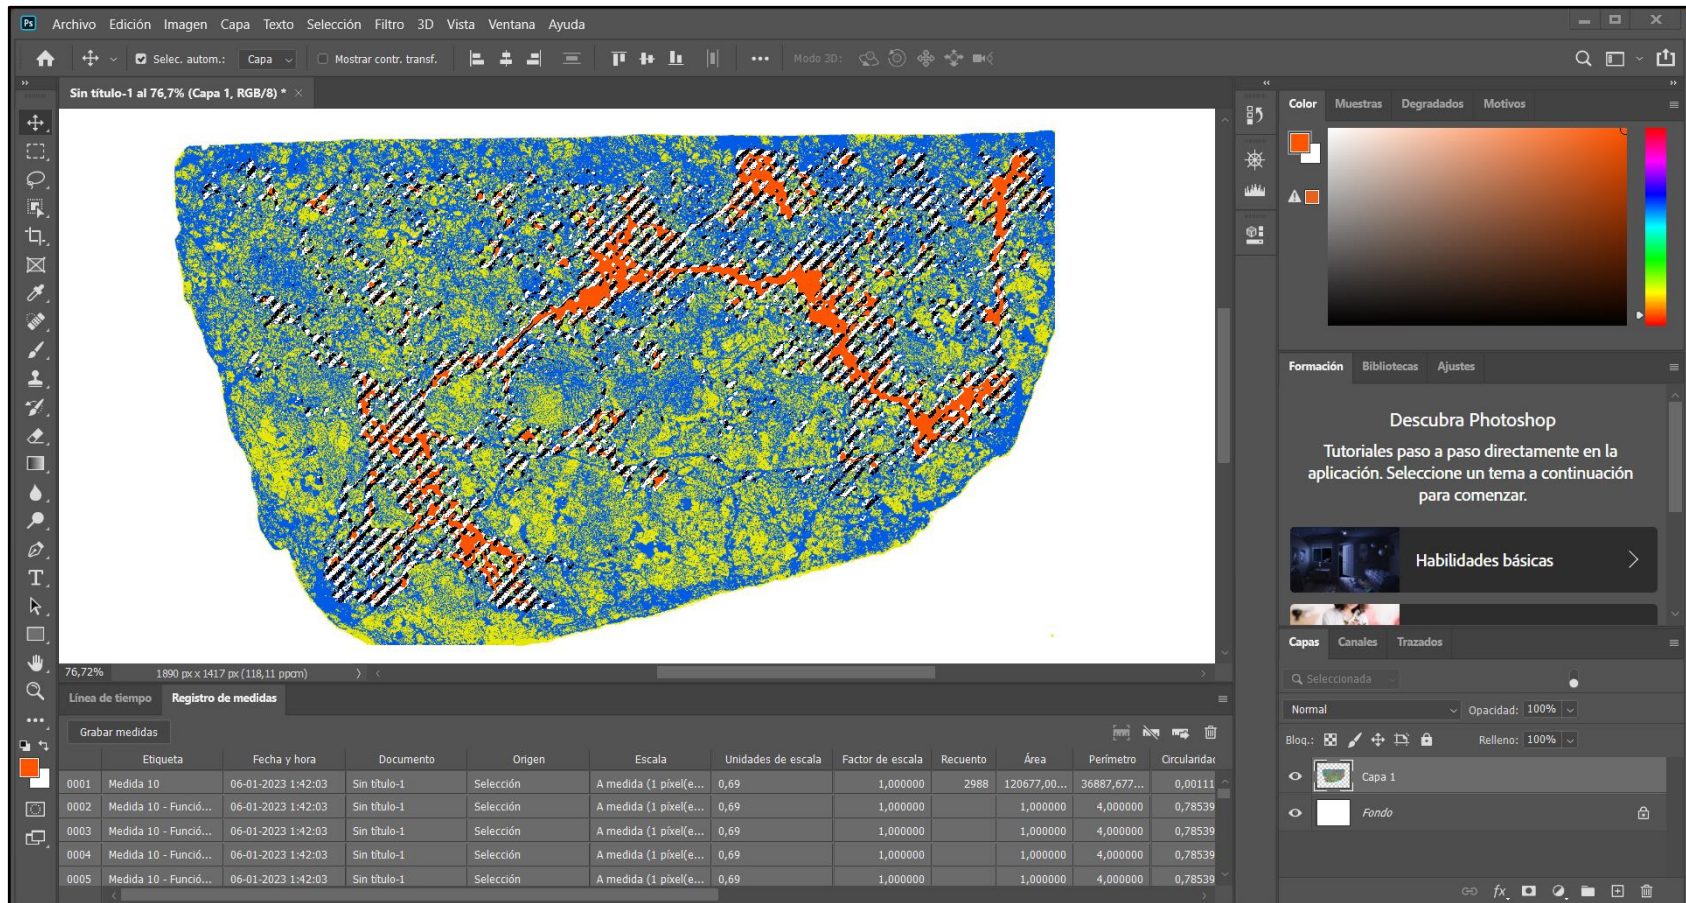 Ps Archivo Edición Imagen Capa Texto Selección Filtro 3D Vista Ventana Ayuda
Selec. autom.: Capa Mostrar contr. transf. Modo 3D:
Sin título-1 al 76,7% (Capa 1, RGB/8) *
Color Muestras Degradados Motivos
Formación Bibliotecas Ajustes
Descubra Photoshop
Tutoriales paso a paso directamente en la
aplicación. Seleccione un tema a continuación
para comenzar.
Habilidades básicas
Capas Canales Trazados
Seleccionada
Normal Opacidad: 100%
Bloq.: Relleno: 100%
Capa 1
Fondo
fx
76,72% 1890 px x 1417 px (118,11 ppcm)
Línea de tiempo Registro de medidas
Grabar medidas
Etiqueta Fecha y hora Documento Origen Escala Unidades de escala Factor de escala Recuento Área Perímetro Circularidad
0001 Medida 10 06-01-2023 1:42:03 Sin título-1 Selección A medida (1 píxel(e... 0,69 1,000000 2988 120677,00... 36887,677... 0,00111
0002 Medida 10 - Funció... 06-01-2023 1:42:03 Sin título-1 Selección A medida (1 píxel(e... 0,69 1,000000 1,000000 4,000000 0,78539
0003 Medida 10 - Funció... 06-01-2023 1:42:03 Sin título-1 Selección A medida (1 píxel(e... 0,69 1,000000 1,000000 4,000000 0,78539
0004 Medida 10 - Funció... 06-01-2023 1:42:03 Sin título-1 Selección A medida (1 píxel(e... 0,69 1,000000 1,000000 4,000000 0,78539
0005 Medida 10 - Funció... 06-01-2023 1:42:03 Sin título-1 Selección A medida (1 píxel(e... 0,69 1,000000 1,000000 4,000000 0,78539